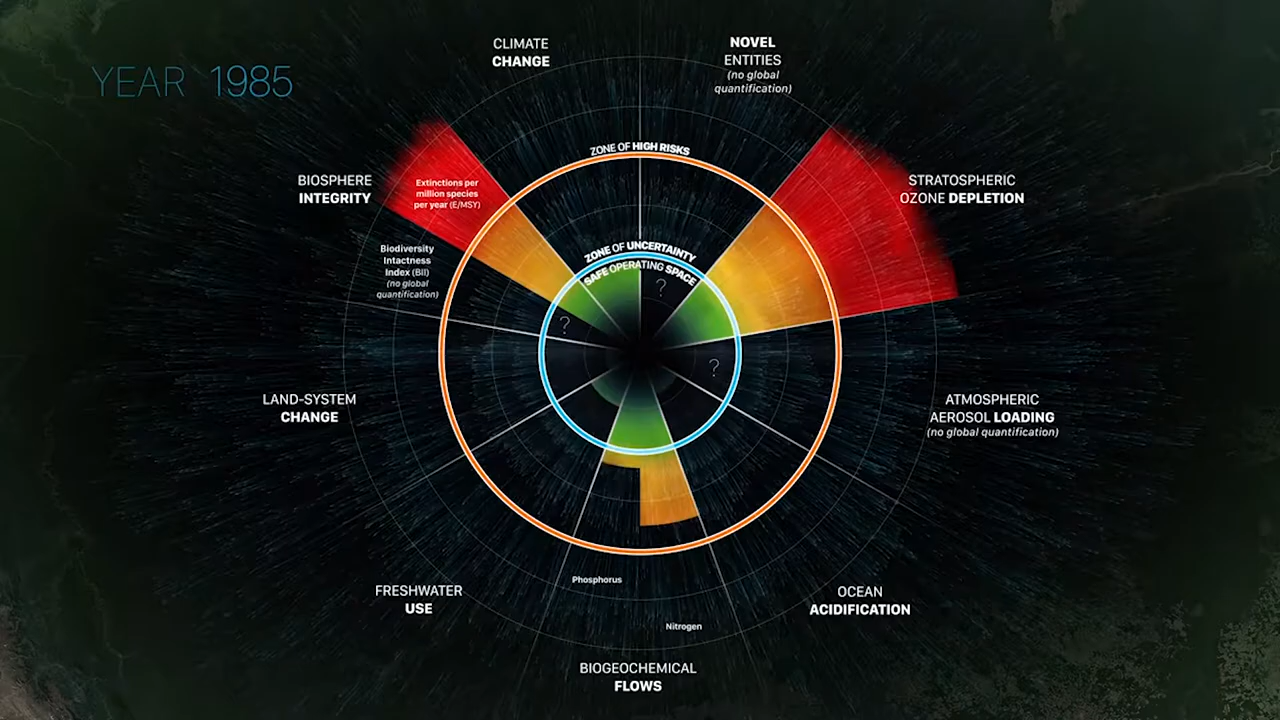 CLIMATE
CHANGE
NOVEL
ENTITIES
(no global
quantification)
YEAR 1985
ZONE OF HIGH RISKS
BIOSPHERE
INTEGRITY
Extinctions per
million species
per year (E/MSY)
STRATOSPHERIC
OZONE DEPLETION
Biodiversity
Intactness
Index (BII)
(no global
quantification)
ZONE OF UNCERTAINTY
SAFE OPERATING SPACE
?
?
?
LAND-SYSTEM
CHANGE
ATMOSPHERIC
AEROSOL LOADING
(no global quantification)
FRESHWATER
USE
Phosphorus
Nitrogen
OCEAN
ACIDIFICATION
BIOGEOCHEMICAL
FLOWS